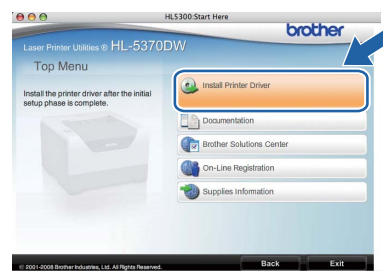 HL5300:Start Here
brother
Laser Printer Utilities ® HL-5370DW
Top Menu
Install the printer driver after the initial
setup phase is complete.
Install Printer Driver
Documentation
Brother Solutions Center
On-Line Registration
Supplies Information
© 2001-2008 Brother Industries, Ltd. All Rights Reserved.
Back
Exit